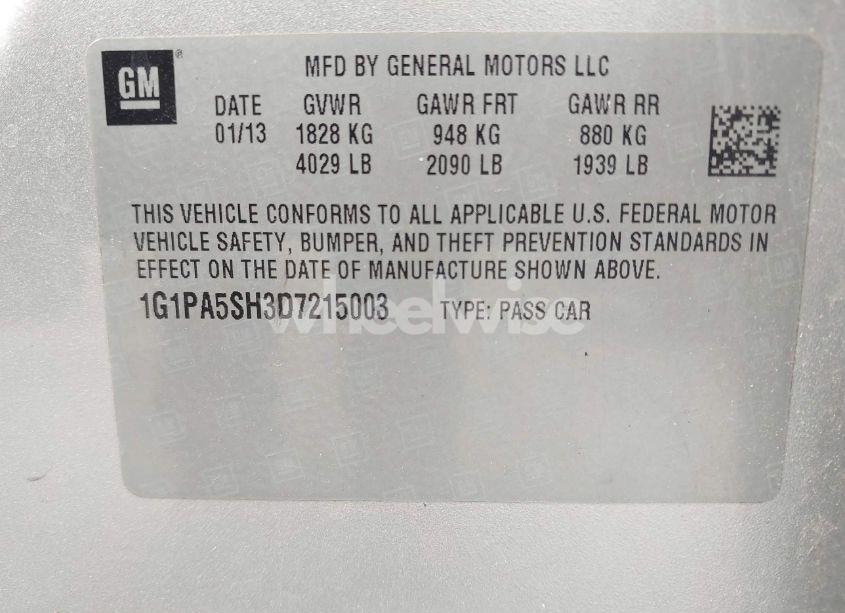 GM
MFD BY GENERAL MOTORS LLC
DATE GVWR GAWR FRT GAWR RR
01/13 1828 KG 948 KG 880 KG
4029 LB 2090 LB 1939 LB
THIS VEHICLE CONFORMS TO ALL APPLICABLE U.S. FEDERAL MOTOR
VEHICLE SAFETY, BUMPER, AND THEFT PREVENTION STANDARDS IN
EFFECT ON THE DATE OF MANUFACTURE SHOWN ABOVE.
1G1PA5SH3D7215003 TYPE: PASS CAR
wheelwise